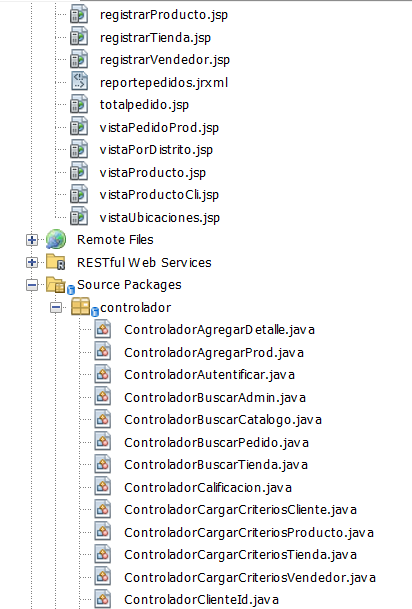 registrarProducto.jsp
registrarTienda.jsp
registrarVendedor.jsp
reportepedidos.jrxml
totalpedido.jsp
vistaPedidoProd.jsp
vistaPorDistrito.jsp
vistaProducto.jsp
vistaProductoCli.jsp
vistaUbicaciones.jsp
Remote Files
RESTful Web Services
Source Packages
controlador
ControladorAgregarDetalle.java
ControladorAgregarProd.java
ControladorAutentificar.java
ControladorBuscarAdmin.java
ControladorBuscarCatalogo.java
ControladorBuscarPedido.java
ControladorBuscarTienda.java
ControladorCalificacion.java
ControladorCargarCriteriosCliente.java
ControladorCargarCriteriosProducto.java
ControladorCargarCriteriosTienda.java
ControladorCargarCriteriosVendedor.java
ControladorClienteId.java